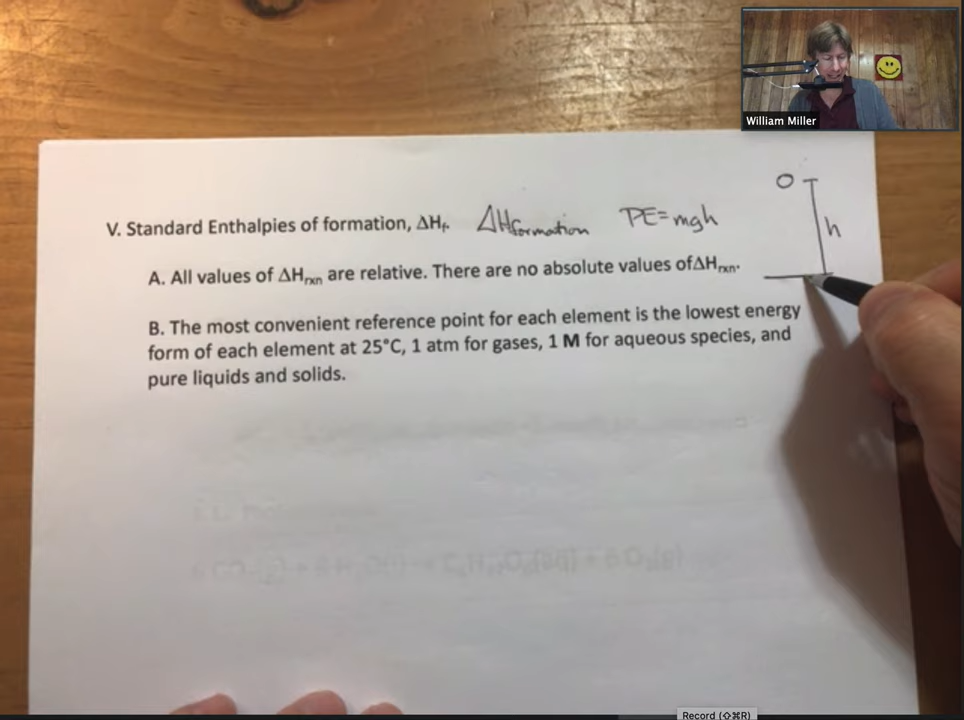 William Miller
O
V. Standard Enthalpies of formation, ΔHf. ΔHformation PE=mgh
h
A. All values of ΔHrxn are relative. There are no absolute values ofΔHrxn.
B. The most convenient reference point for each element is the lowest energy
form of each element at 25°C, 1 atm for gases, 1 M for aqueous species, and
pure liquids and solids.
Record (⇧⌘R)